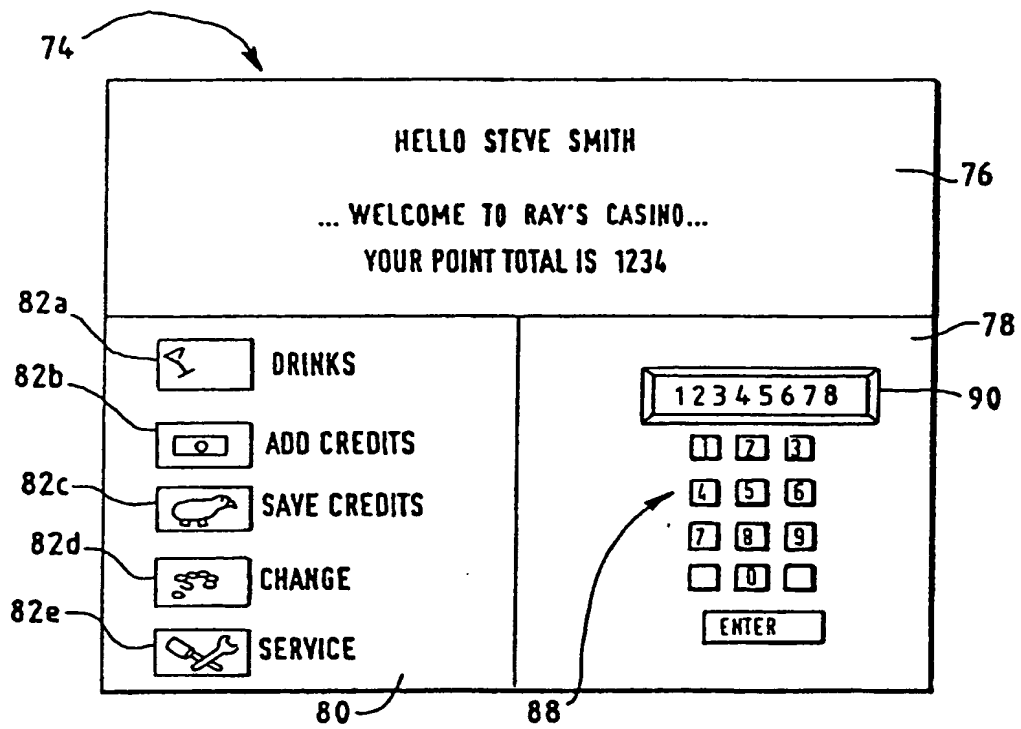 74
HELLO STEVE SMITH
76
... WELCOME TO RAY'S CASINO...
YOUR POINT TOTAL IS 1234
82a
78
DRINKS
82b
12345678
90
ADD CREDITS
1 2 3
82c
SAVE CREDITS
4 5 6
82d
7 8 9
CHANGE
0
82e
ENTER
SERVICE
80
88